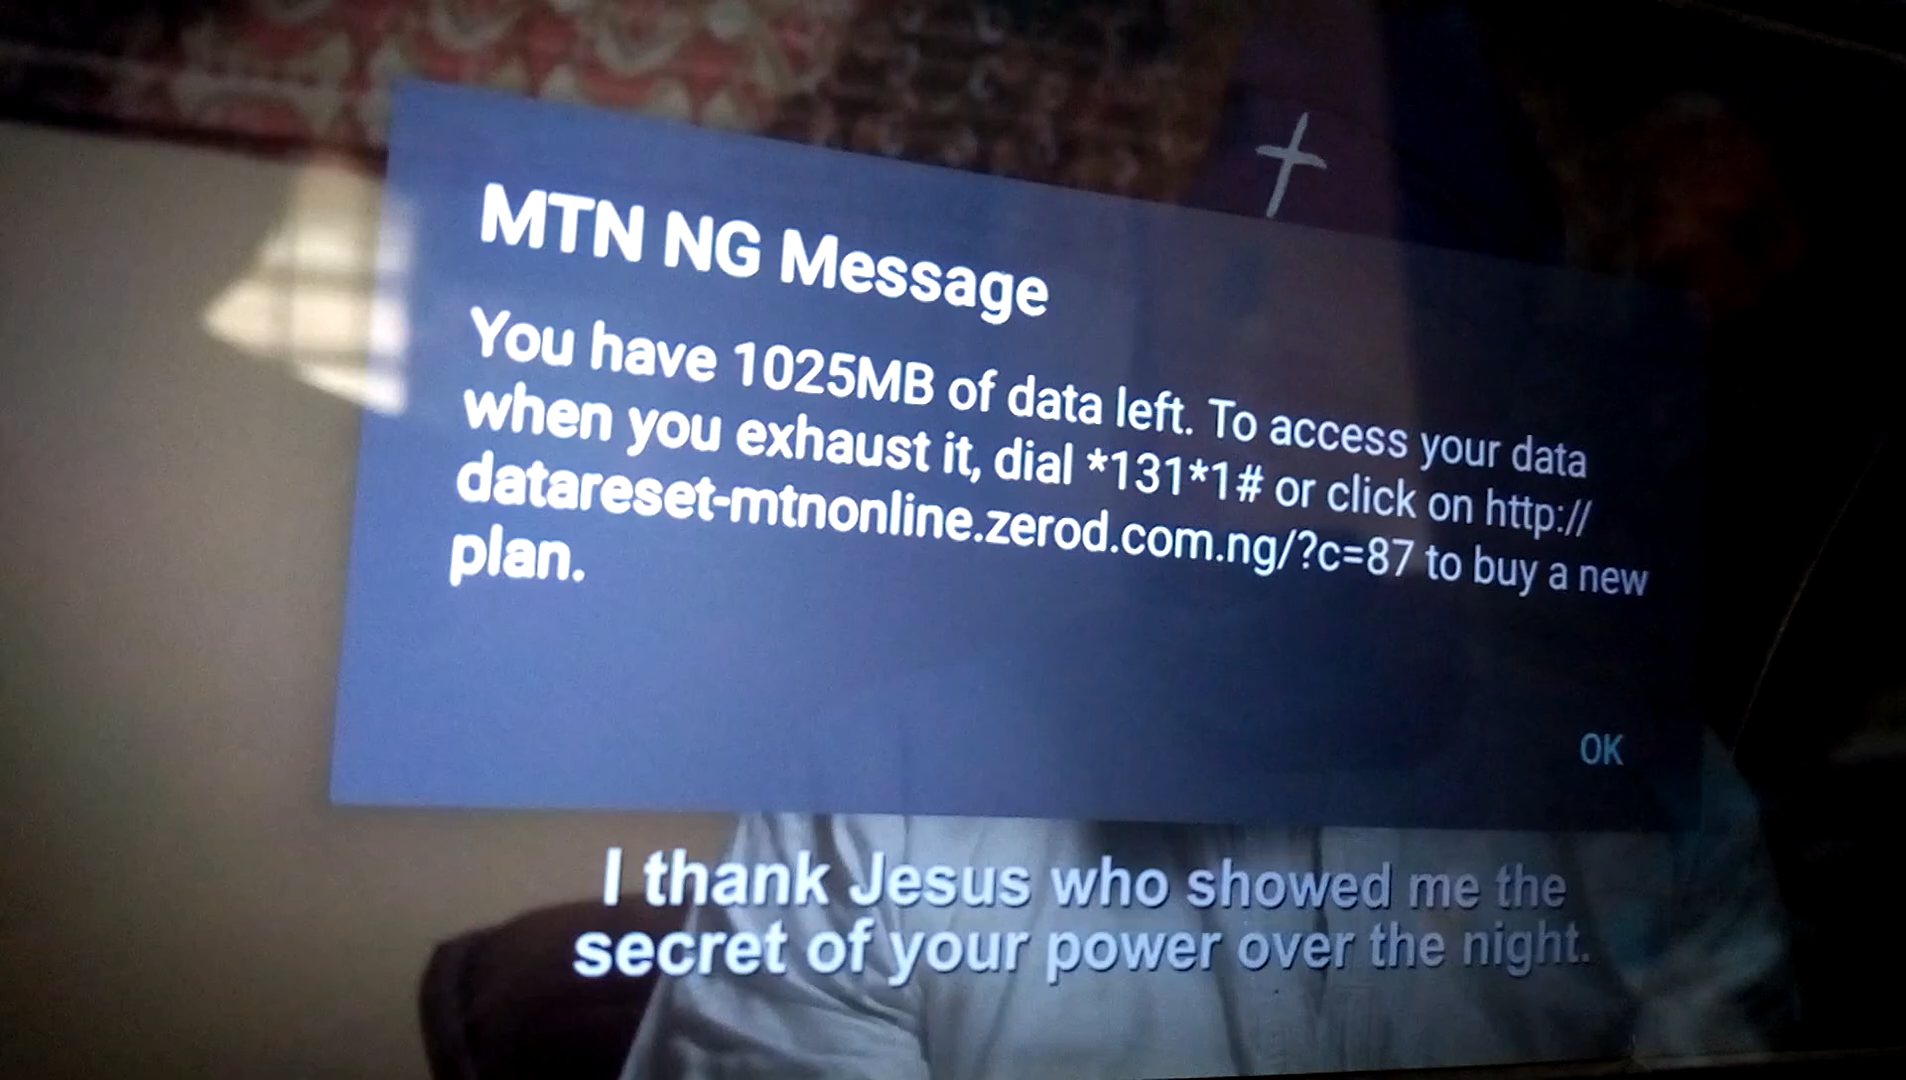 MTN NG Message
You have 1025MB of data left. To access your data
when you exhaust it, dial *131*1# or click on http://
datareset-mtnonline.zerod.com.ng/?c=87 to buy a new
plan.
OK
I thank Jesus who showed me the
secret of your power over the night.